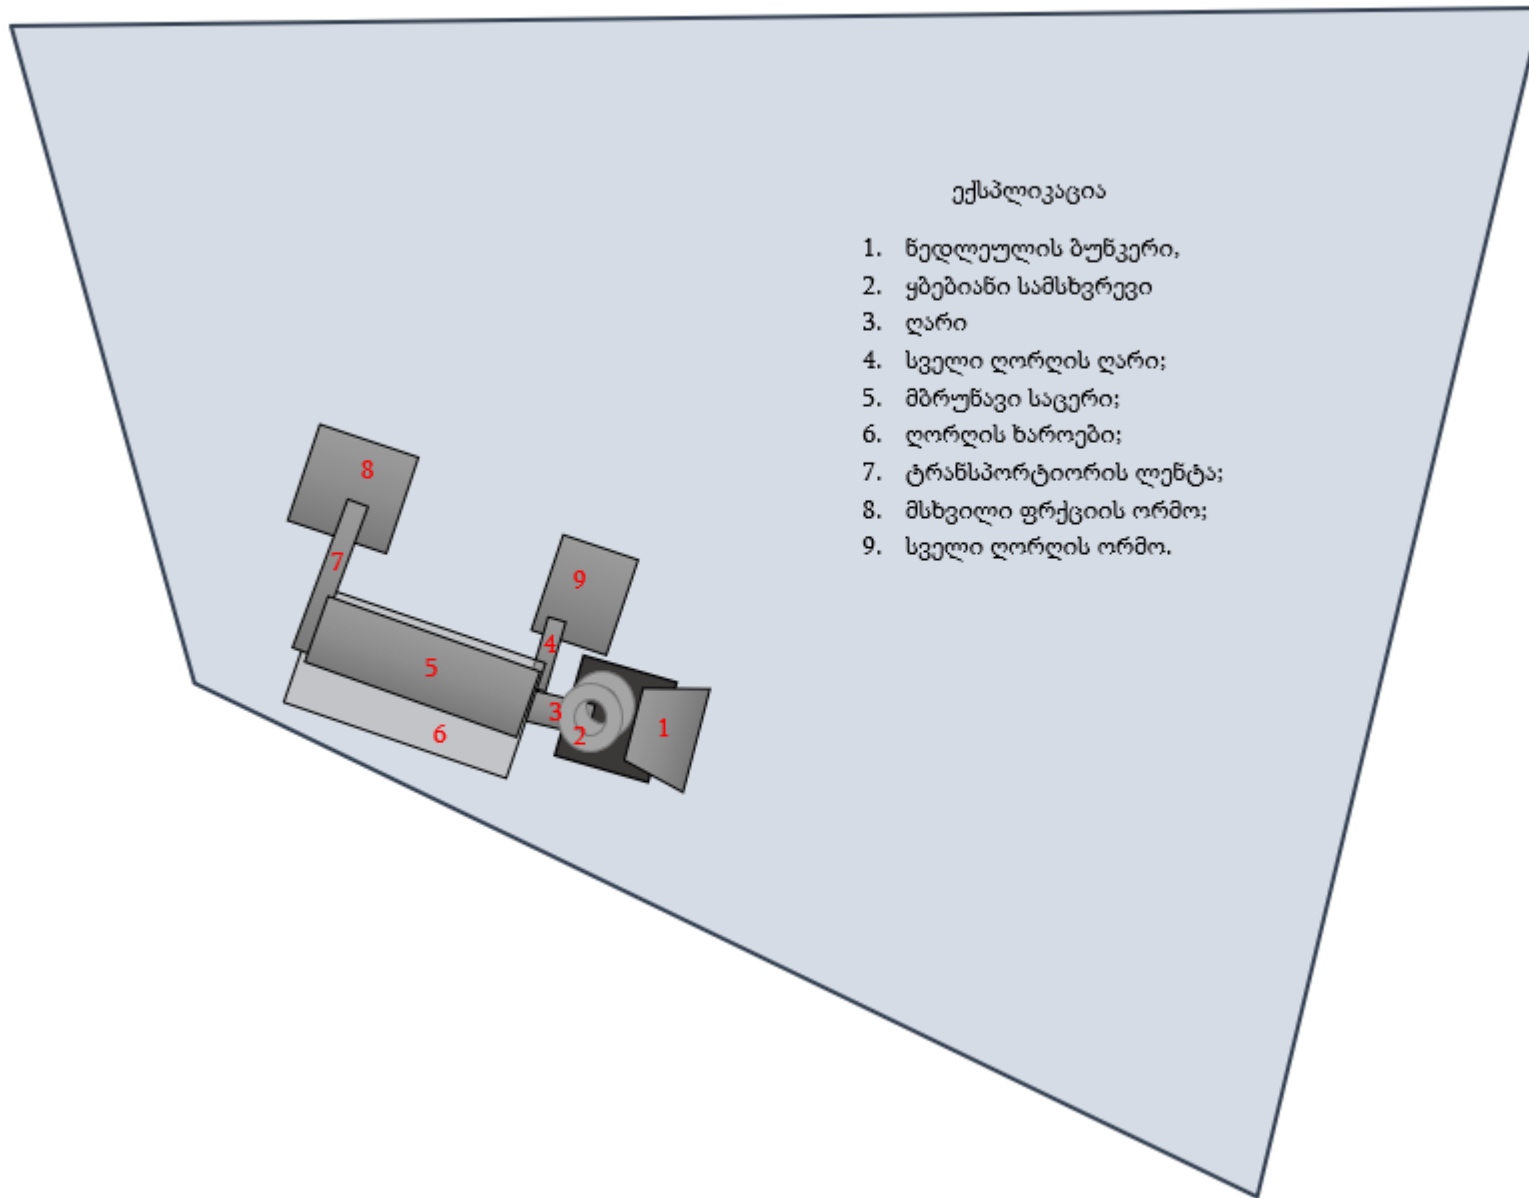 ექსპლიკაცია
1. ნედლეულის ბუნკერი,
2. ყბებიანი სამსხვრევი
3. ღარი
4. სველი ღორღის ღარი;
5. მბრუნავი საცერი;
6. ღორღის ხაროები;
7. ტრანსპორტიორის ლენტა;
8. მსხვილი ფრქციის ორმო;
9. სველი ღორღის ორმო.
8
7
9
4
5
3
1
2
6